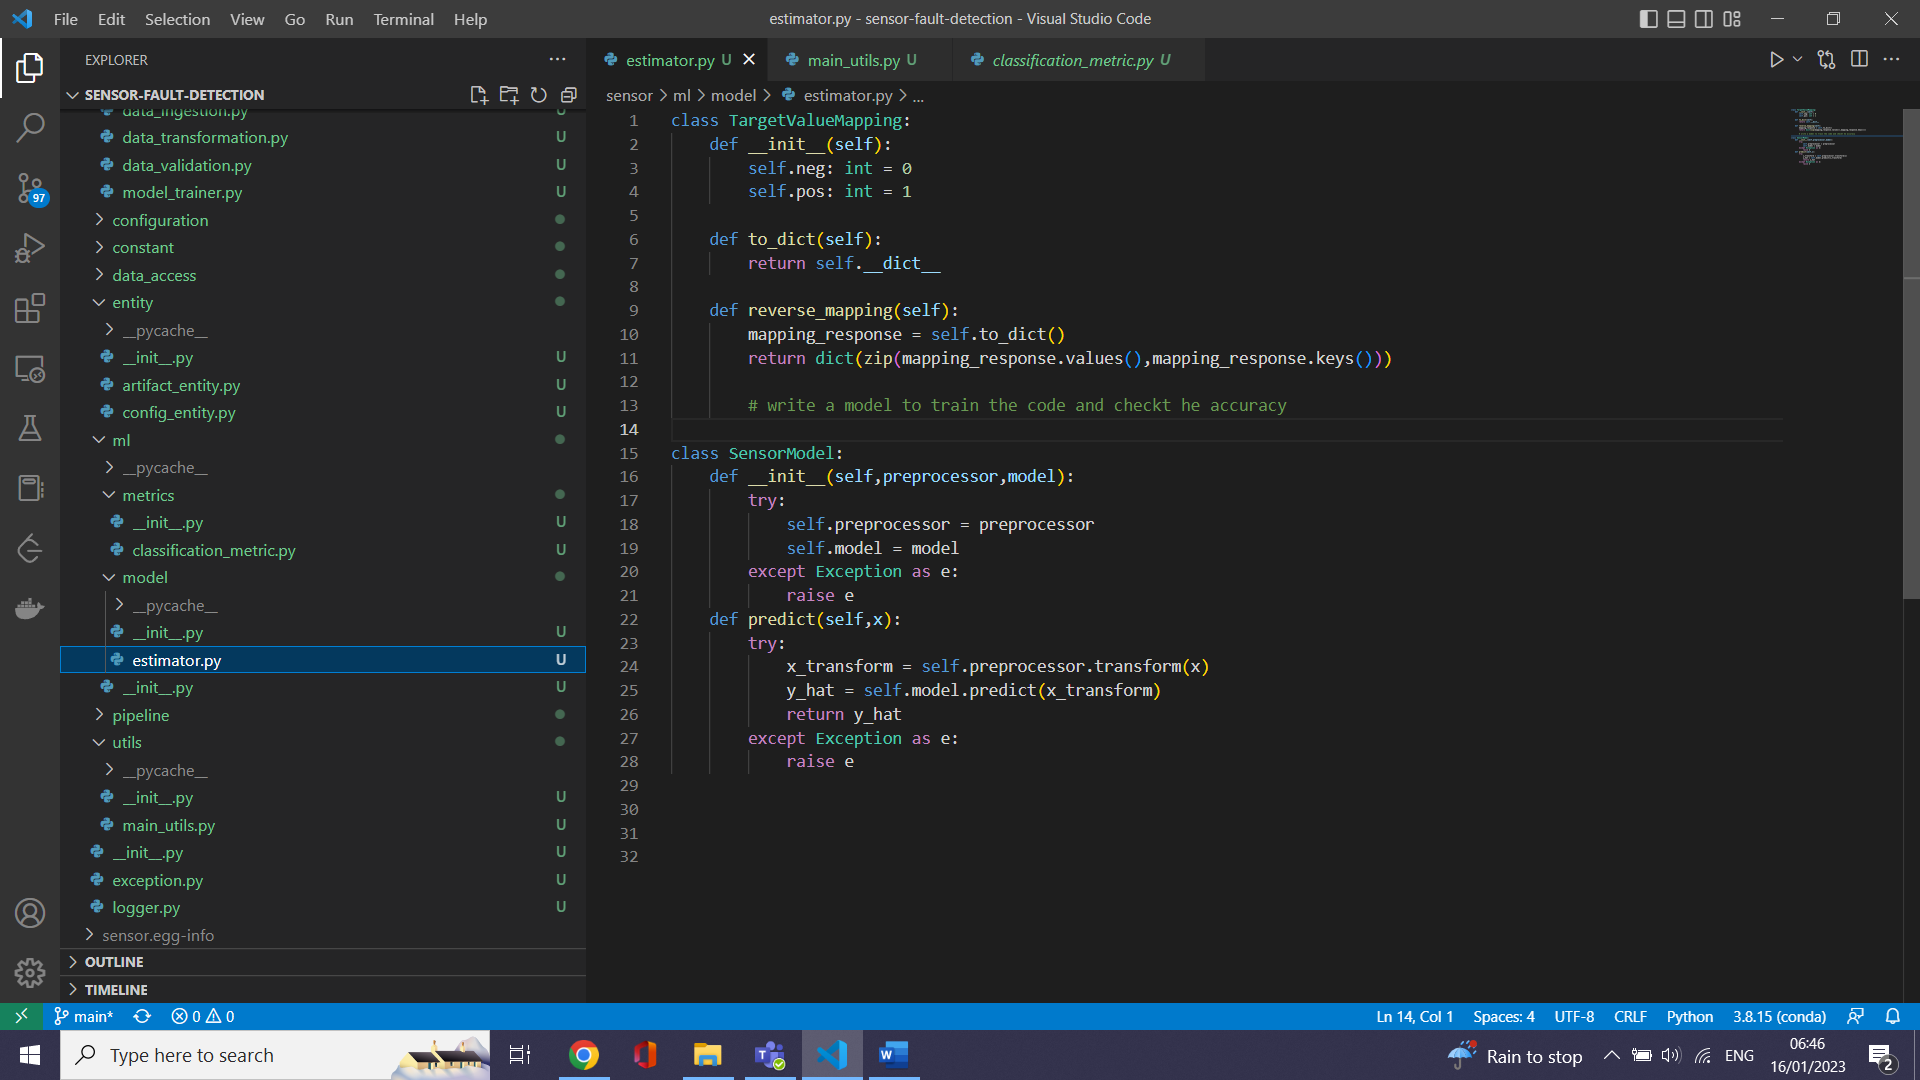 File Edit Selection View Go Run Terminal Help
estimator.py - sensor-fault-detection - Visual Studio Code
EXPLORER
SENSOR-FAULT-DETECTION
data_ingestion.py U
data_transformation.py U
data_validation.py U
model_trainer.py U
configuration
constant
data_access
entity
__pycache__
__init__.py U
artifact_entity.py U
config_entity.py U
ml
__pycache__
metrics
__init__.py U
classification_metric.py U
model
__pycache__
__init__.py U
estimator.py U
__init__.py U
pipeline
utils
__pycache__
__init__.py U
main_utils.py U
__init__.py U
exception.py U
logger.py U
sensor.egg-info
OUTLINE
TIMELINE
97
estimator.py U main_utils.py U classification_metric.py U
sensor > ml > model > estimator.py > ...
1 class TargetValueMapping:
2 def __init__(self):
3 self.neg: int = 0
4 self.pos: int = 1
5
6 def to_dict(self):
7 return self.__dict__
8
9 def reverse_mapping(self):
10 mapping_response = self.to_dict()
11 return dict(zip(mapping_response.values(),mapping_response.keys()))
12
13 # write a model to train the code and checkt he accuracy
14
15 class SensorModel:
16 def __init__(self,preprocessor,model):
17 try:
18 self.preprocessor = preprocessor
19 self.model = model
20 except Exception as e:
21 raise e
22 def predict(self,x):
23 try:
24 x_transform = self.preprocessor.transform(x)
25 y_hat = self.model.predict(x_transform)
26 return y_hat
27 except Exception as e:
28 raise e
29
30
31
32
main* 0 0
Ln 14, Col 1 Spaces: 4 UTF-8 CRLF Python 3.8.15 (conda)
Type here to search
Rain to stop
ENG
06:46
16/01/2023
2